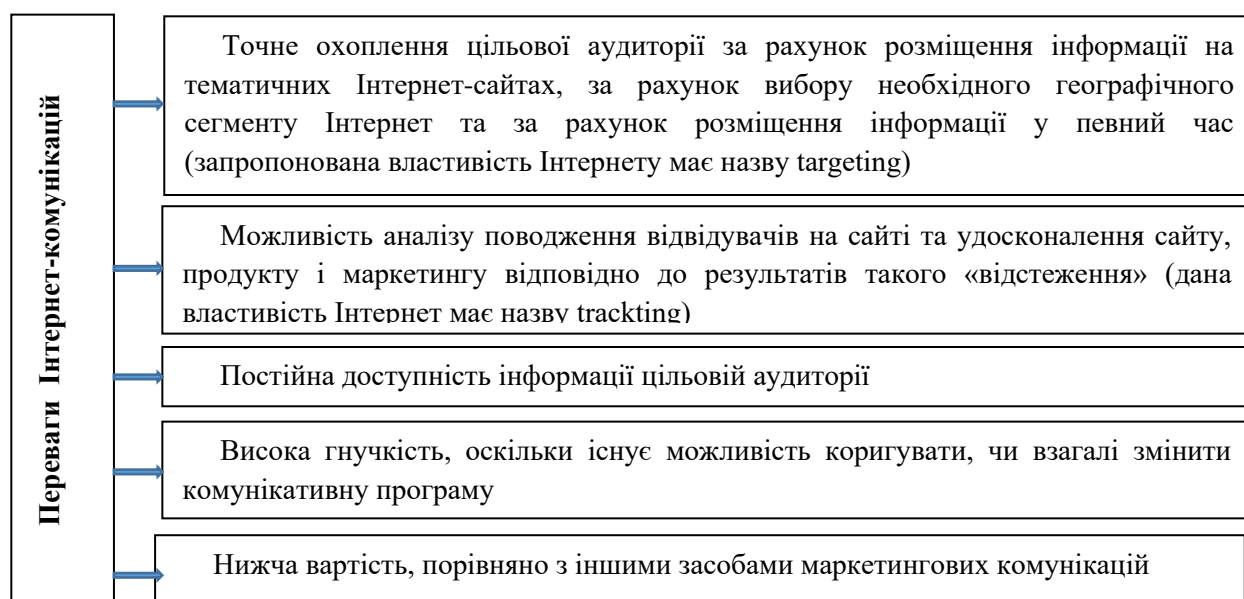 Переваги Інтернет-комунікацій
Точне охоплення цільової аудиторії за рахунок розміщення інформації на
тематичних Інтернет-сайтах, за рахунок вибору необхідного географічного
сегменту Інтернет та за рахунок розміщення інформації у певний час
(запропонована властивість Інтернету має назву targeting)
Можливість аналізу поводження відвідувачів на сайті та удосконалення сайту,
продукту і маркетингу відповідно до результатів такого «відстеження» (дана
властивість Інтернет має назву trackting)
Постійна доступність інформації цільовій аудиторії
Висока гнучкість, оскільки існує можливість коригувати, чи взагалі змінити
комунікативну програму
Нижча вартість, порівняно з іншими засобами маркетингових комунікацій